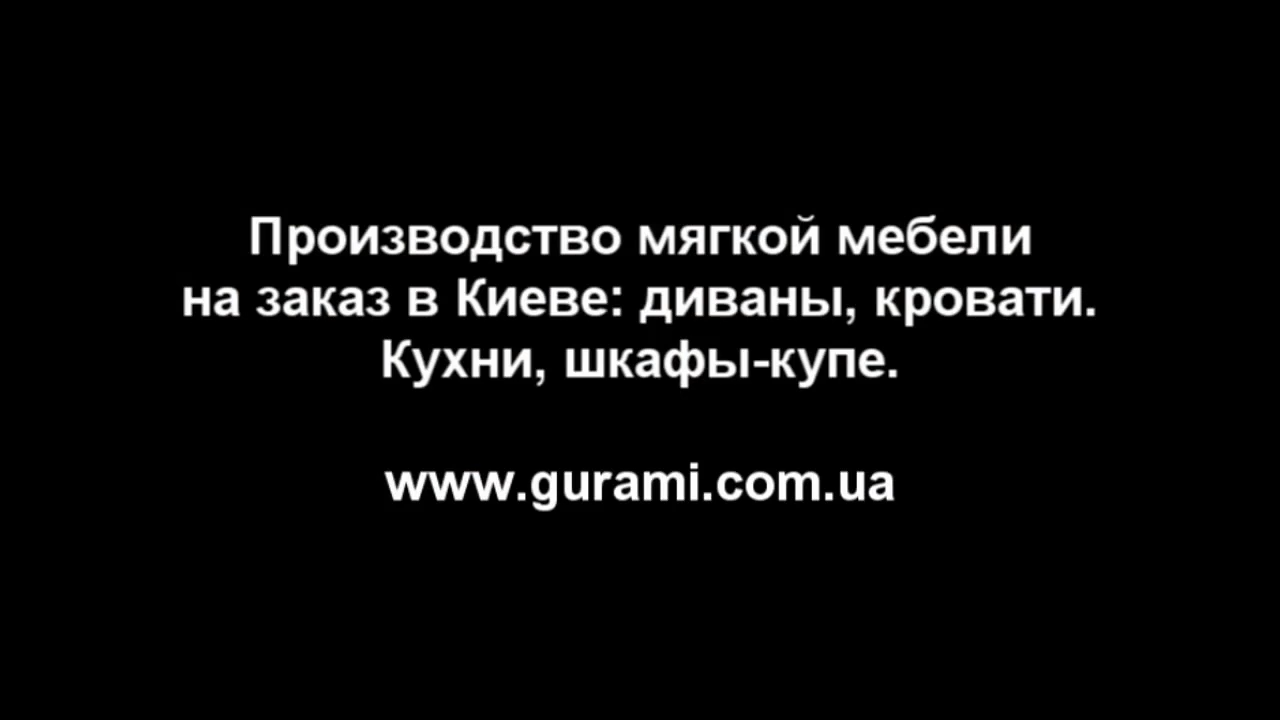 Производство мягкой мебели
на заказ в Киеве: диваны, кровати.
Кухни, шкафы-купе.
www.gurami.com.ua